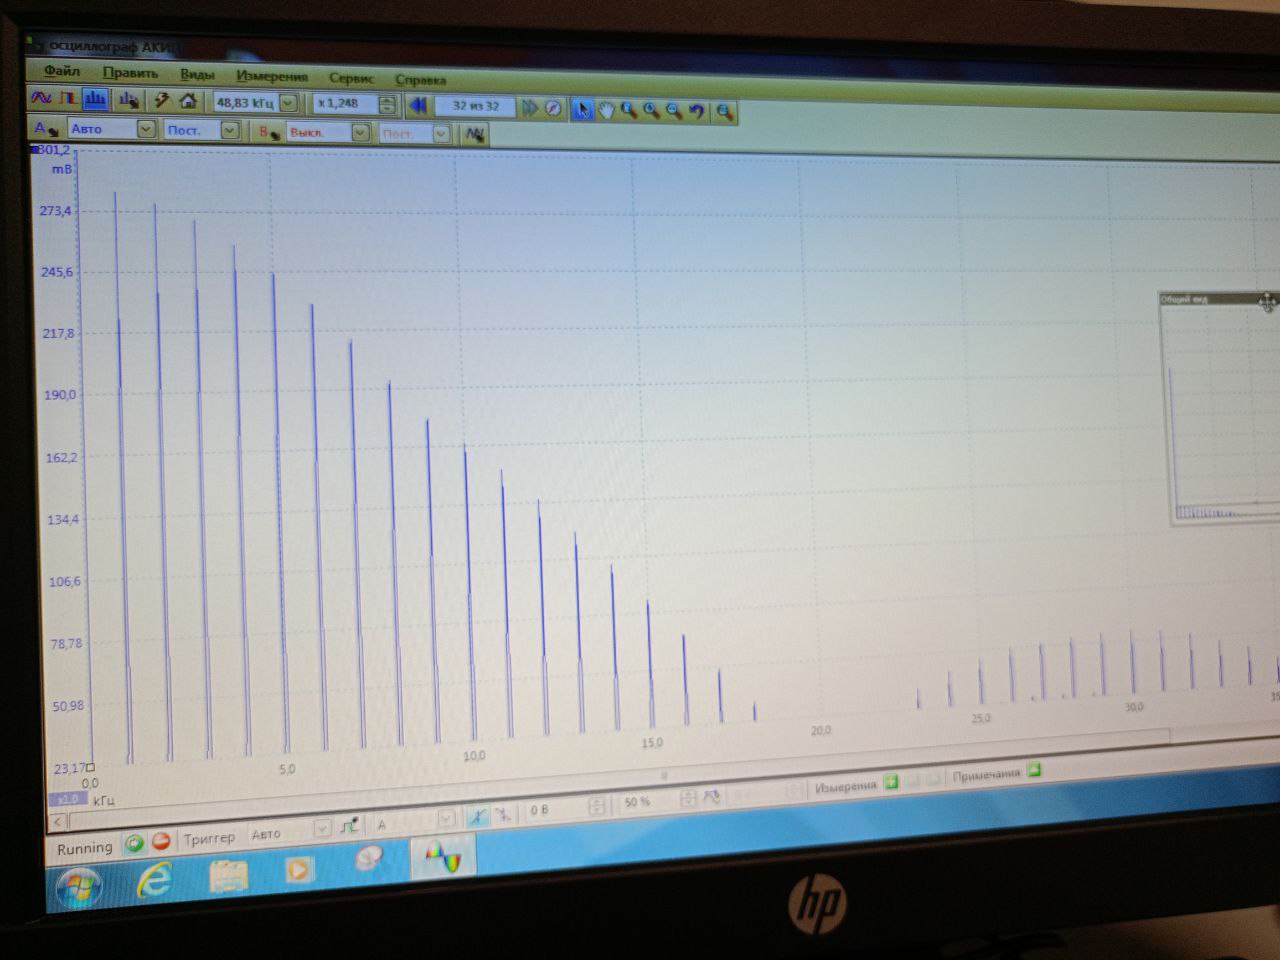 осциллограф АКИП
Файл Править Виды Измерения Сервис Справка
48,83 кГц x 1,248 32 из 32
A Авто Пост. B Выкл. Пост.
301,2
mВ
273,4
245,6
217,8
190,0
162,2
134,4
106,6
78,78
50,98
23,17
Общий вид
0,0 5,0 10,0 15,0 20,0 25,0 30,0
x1,0 кГц
Running Триггер Авто A 0 В 50 % Измерения Примечания
hp